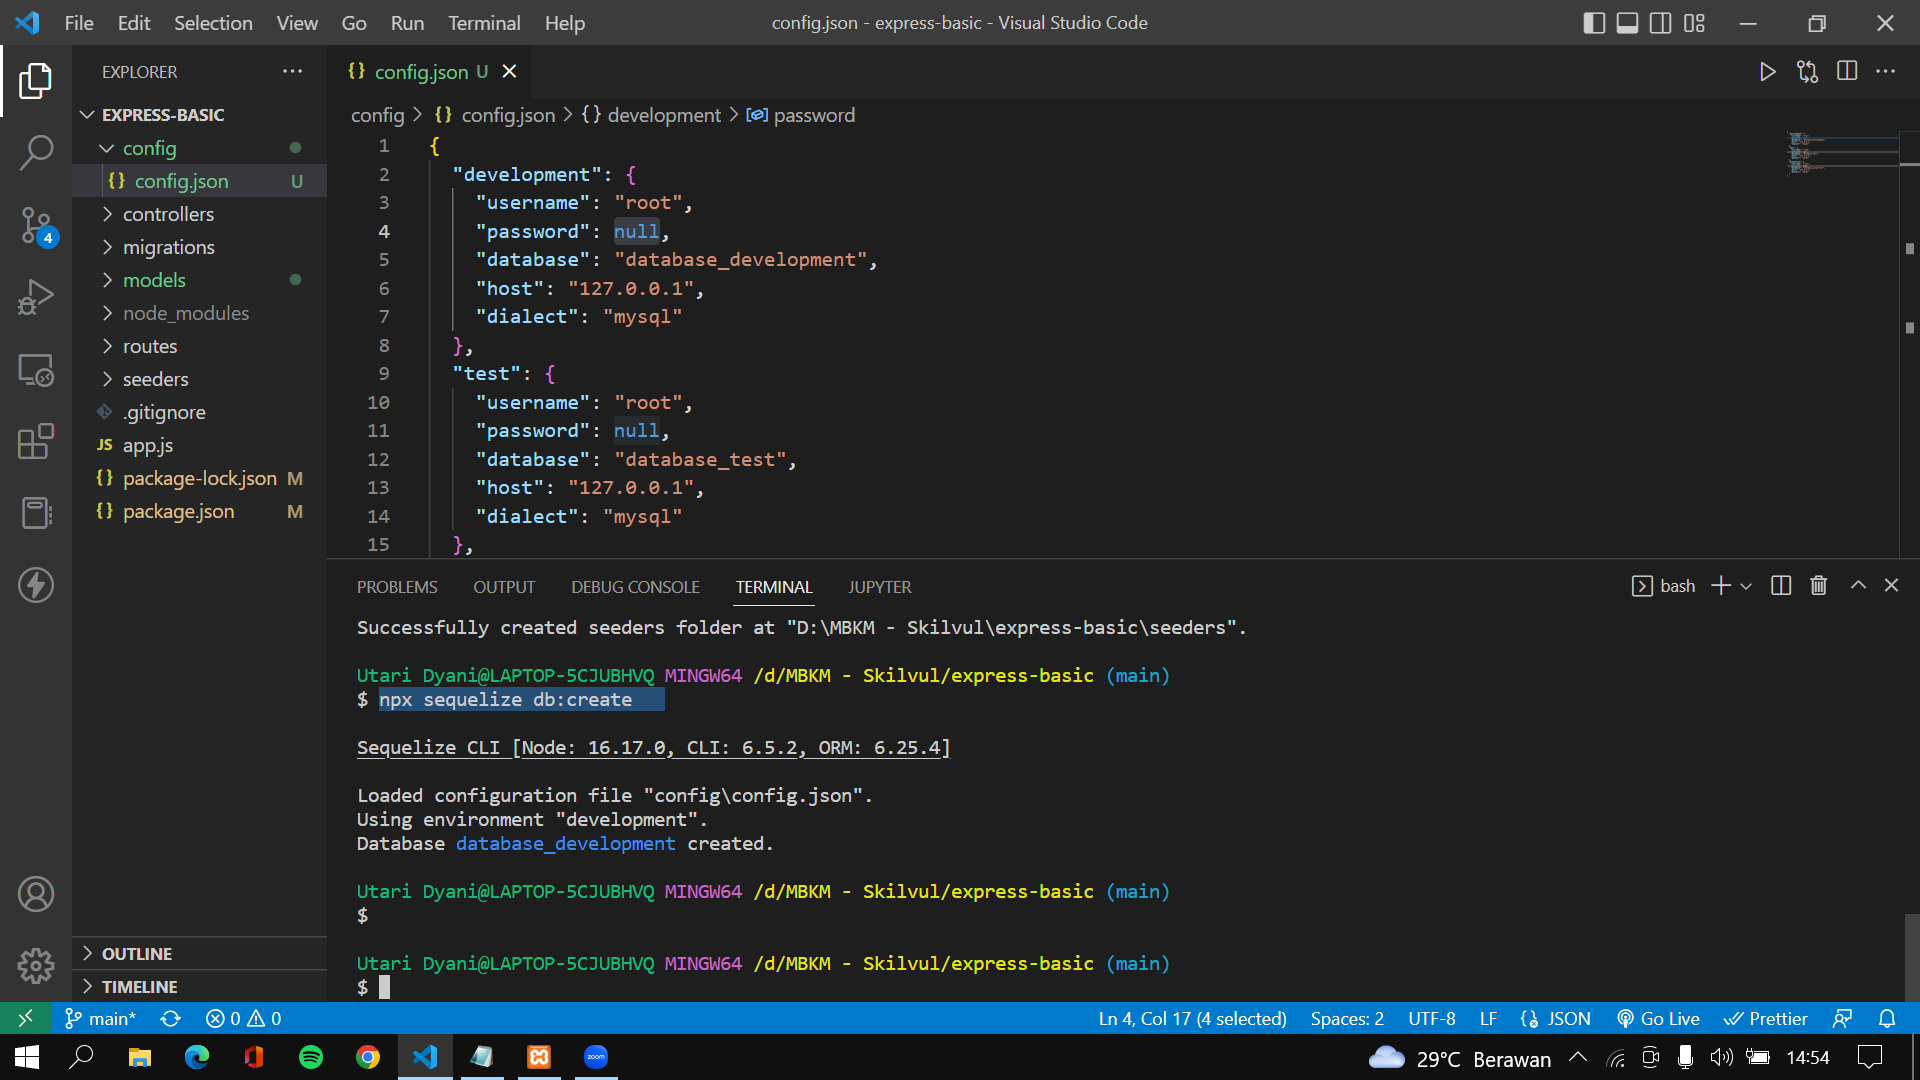 File Edit Selection View Go Run Terminal Help
config.json - express-basic - Visual Studio Code
EXPLORER
EXPRESS-BASIC
config
config.json U
controllers
migrations
models
node_modules
routes
seeders
.gitignore
JS app.js
package-lock.json M
package.json M
OUTLINE
TIMELINE
4
config.json U
config > {} config.json > {} development > password
1 {
2 "development": {
3 "username": "root",
4 "password": null,
5 "database": "database_development",
6 "host": "127.0.0.1",
7 "dialect": "mysql"
8 },
9 "test": {
10 "username": "root",
11 "password": null,
12 "database": "database_test",
13 "host": "127.0.0.1",
14 "dialect": "mysql"
15 },
PROBLEMS OUTPUT DEBUG CONSOLE TERMINAL JUPYTER
bash
Successfully created seeders folder at "D:\MBKM - Skilvul\express-basic\seeders".
Utari Dyani@LAPTOP-5CJUBHVQ MINGW64 /d/MBKM - Skilvul/express-basic (main)
$ npx sequelize db:create
Sequelize CLI [Node: 16.17.0, CLI: 6.5.2, ORM: 6.25.4]
Loaded configuration file "config\config.json".
Using environment "development".
Database database_development created.
Utari Dyani@LAPTOP-5CJUBHVQ MINGW64 /d/MBKM - Skilvul/express-basic (main)
$
Utari Dyani@LAPTOP-5CJUBHVQ MINGW64 /d/MBKM - Skilvul/express-basic (main)
$
main* 0 0 Ln 4, Col 17 (4 selected) Spaces: 2 UTF-8 LF {} JSON Go Live Prettier
zoom 29°C Berawan 14:54